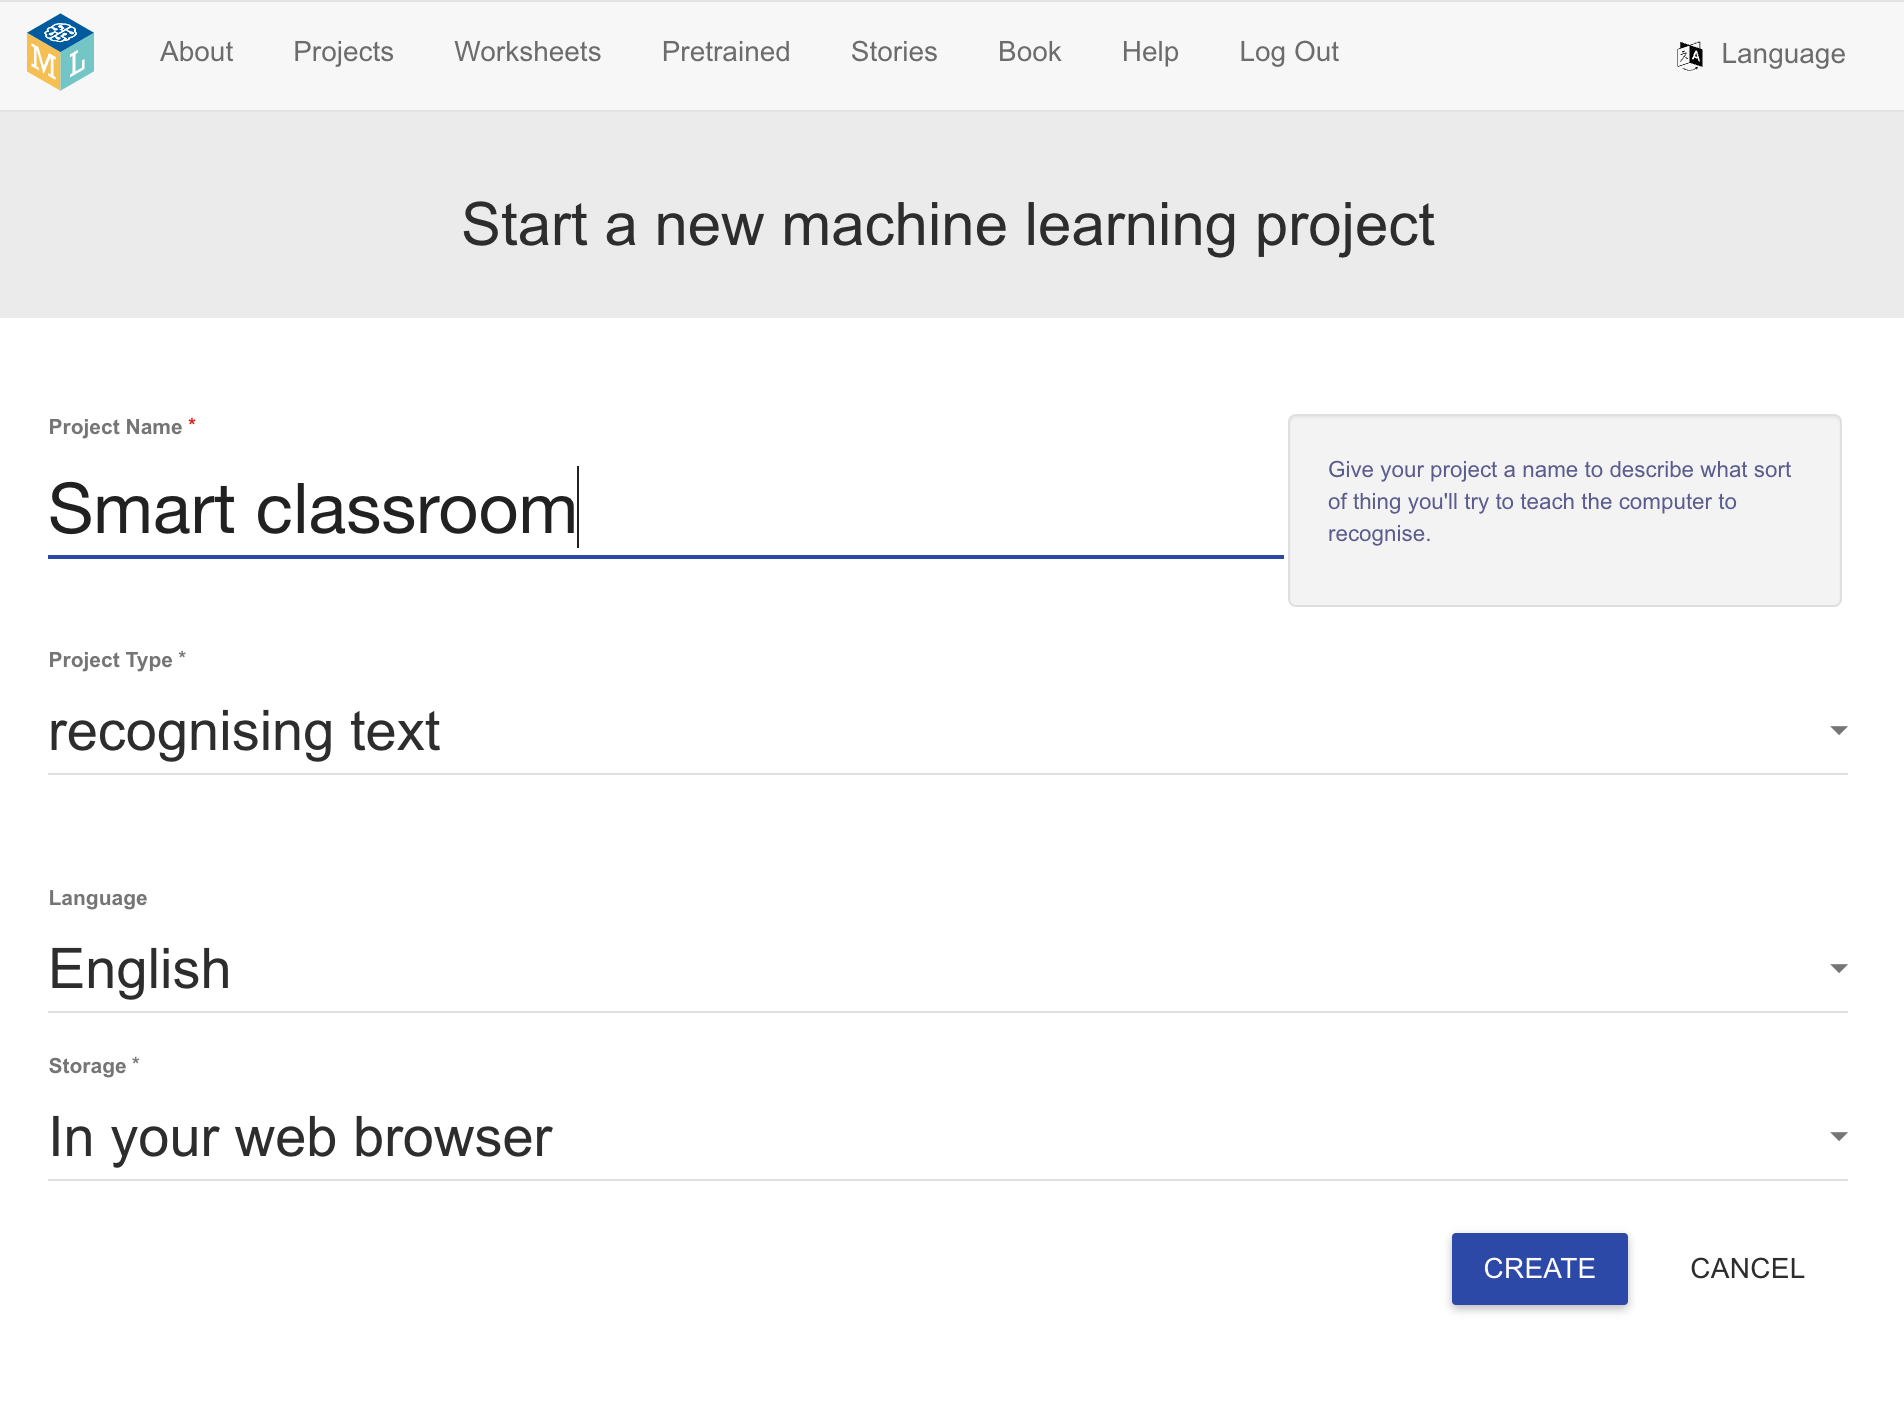 M L
About Projects Worksheets Pretrained Stories Book Help Log Out Language
Start a new machine learning project
Project Name *
Smart classroom
Give your project a name to describe what sort
of thing you'll try to teach the computer to
recognise.
Project Type *
recognising text
Language
English
Storage *
In your web browser
CREATE CANCEL